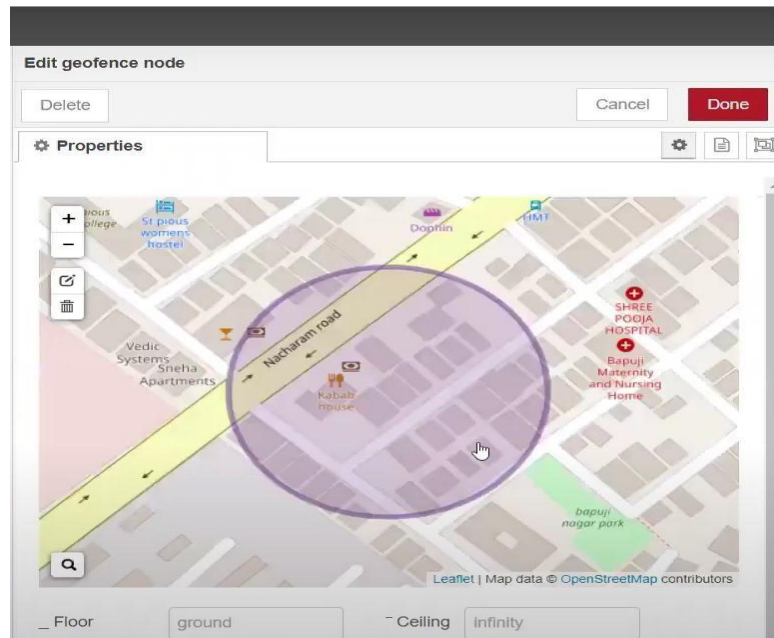 Edit geofence node
Delete
Cancel
Done
Properties
+
−
St pious
womens
hostel
Dophin
HMT
SHREE
POOJA
HOSPITAL
Bapuji
Maternity
and Nursing
Home
Nacharam road
Vedic
Systems
Sneha
Apartments
Kabab
house
bapuji
nagar park
Leaflet | Map data © OpenStreetMap contributors
Floor
ground
Ceiling
infinity